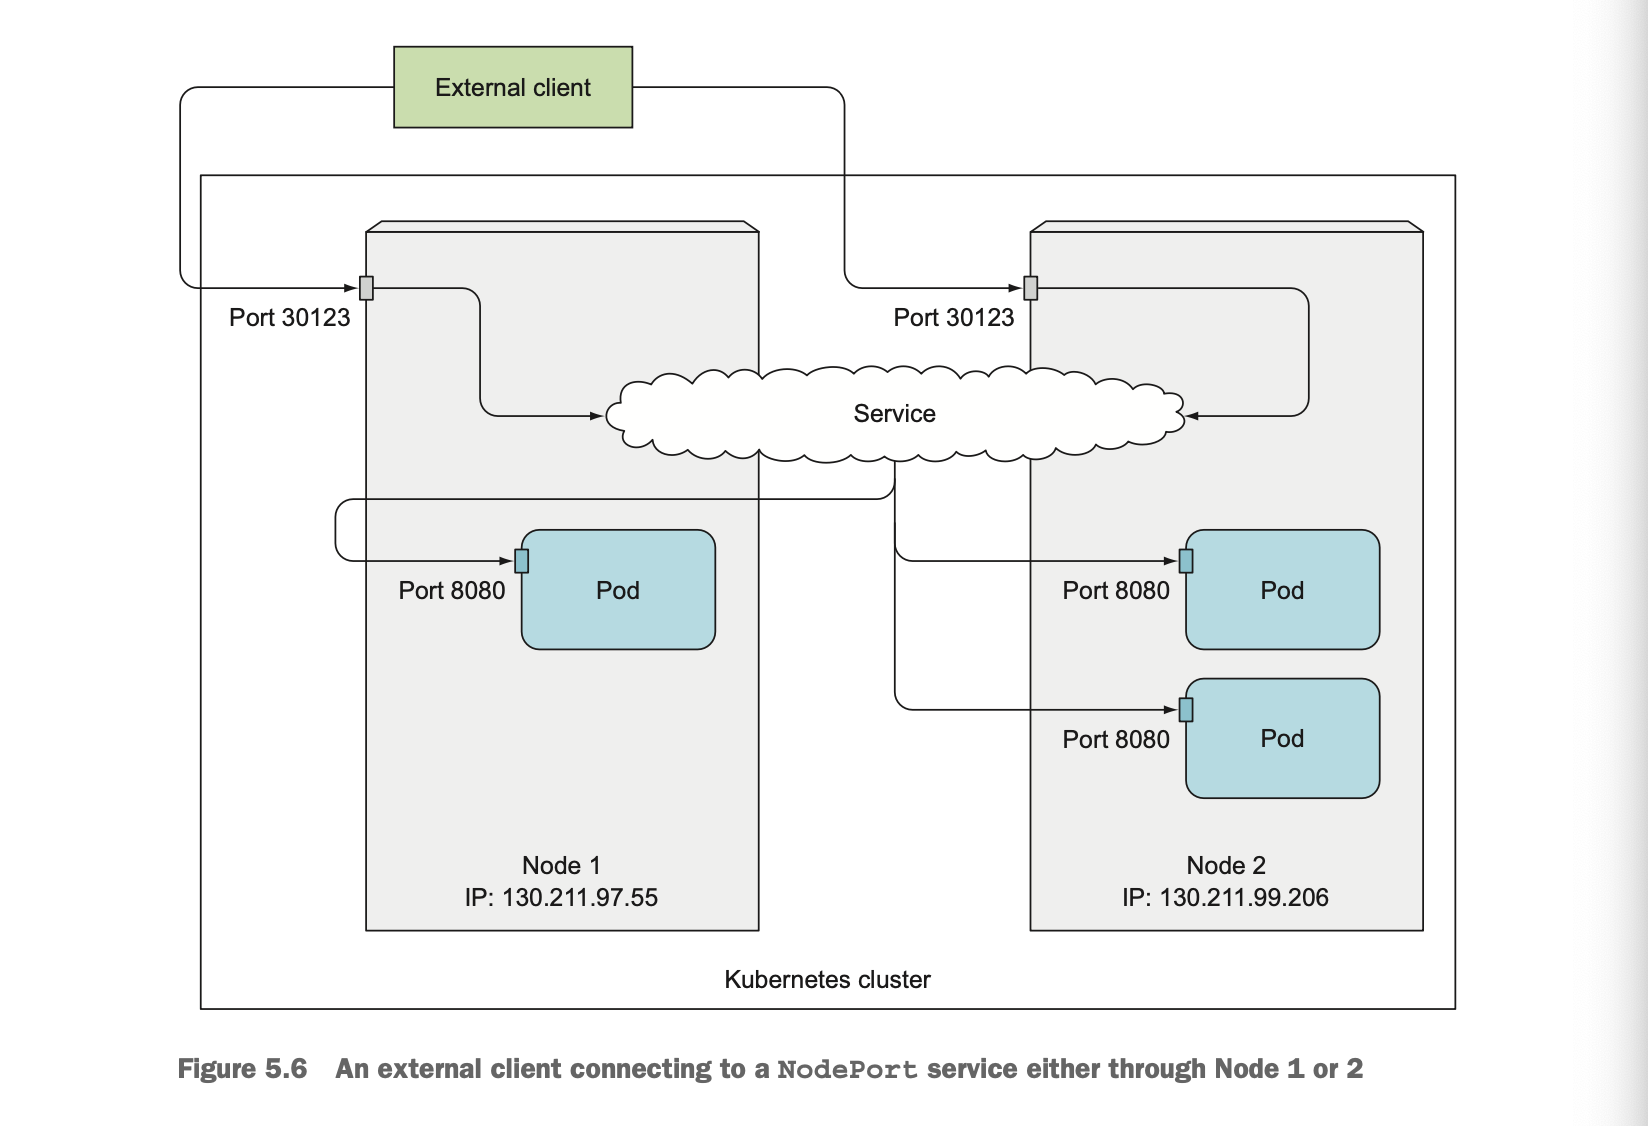 External client
Port 30123
Port 30123
Service
Port 8080
Pod
Port 8080
Pod
Port 8080
Pod
Node 1
IP: 130.211.97.55
Node 2
IP: 130.211.99.206
Kubernetes cluster
Figure 5.6 An external client connecting to a NodePort service either through Node 1 or 2